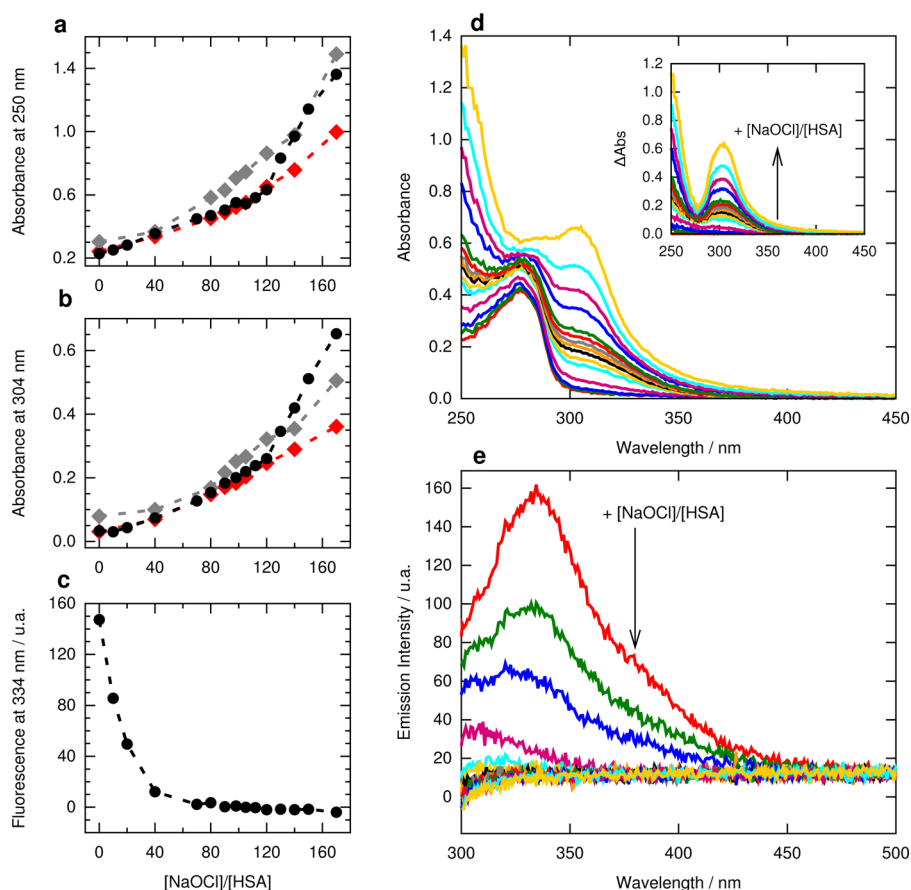 a
Absorbance at 250 nm
1.4
1.0
0.6
0.2
0 40 80 120 160
b
Absorbance at 304 nm
0.6
0.4
0.2
0.0
0 40 80 120 160
c
Fluorescence at 334 nm / u.a.
160
120
80
40
0
0 40 80 120 160
[NaOCl]/[HSA]
d
Absorbance
1.4
1.2
1.0
0.8
0.6
0.4
0.2
0.0
250 300 350 400 450
Wavelength / nm
ΔAbs
1.2
1.0
0.8
0.6
0.4
0.2
0.0
250 300 350 400 450
+ [NaOCl]/[HSA]
e
Emission Intensity / u.a.
160
140
120
100
80
60
40
20
0
300 350 400 450 500
+ [NaOCl]/[HSA]
Wavelength / nm